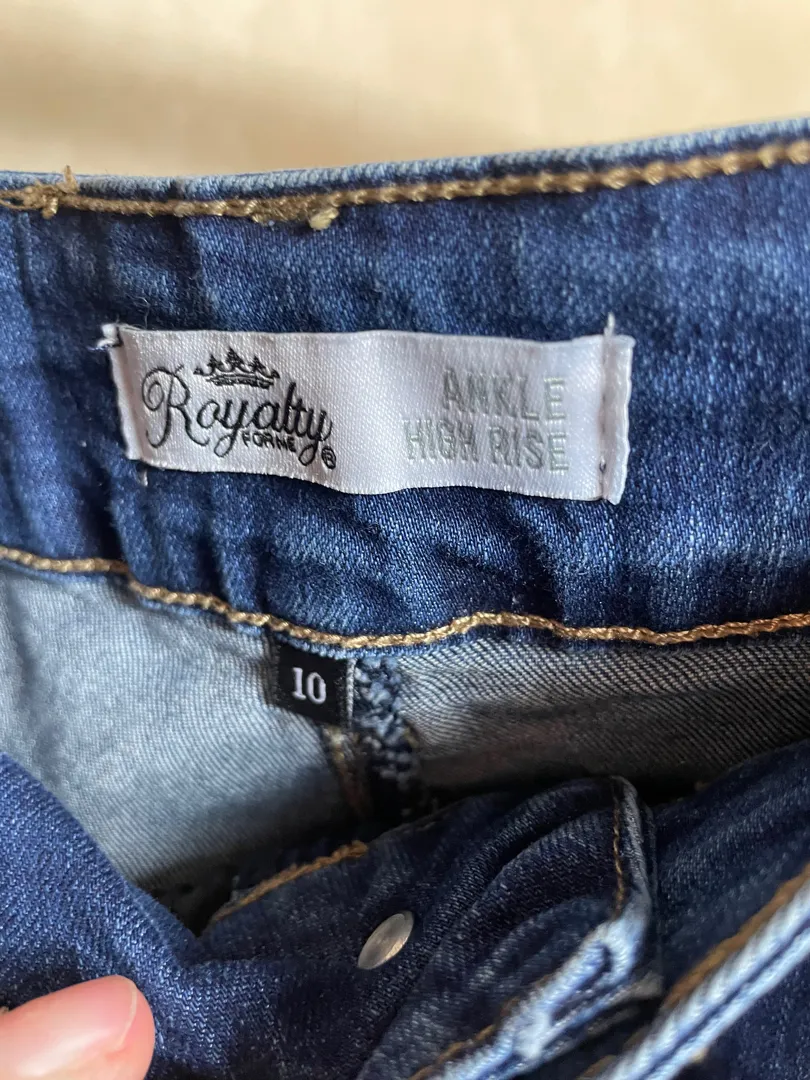 Royalty
FOR ME ®
ANKLE
HIGH RISE
10